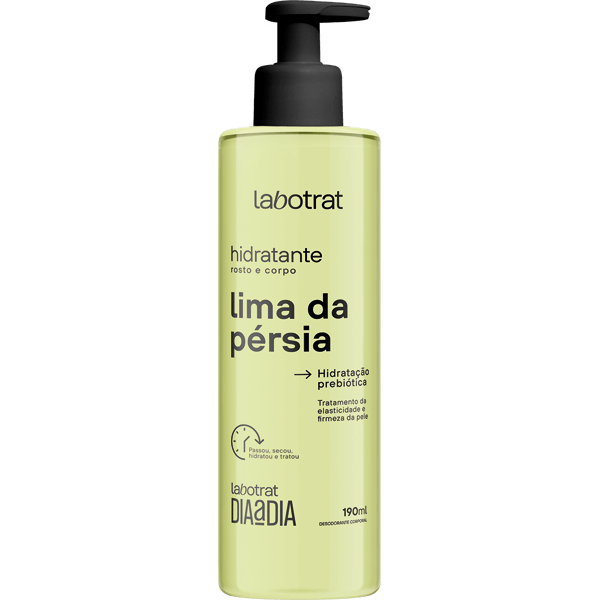 labotrat
hidratante
rosto e corpo
lima da
pérsia
→ Hidratação
prebiótica
Tratamento da
elasticidade e
firmeza da pele
Passou, secou,
hidratou e tratou
labotrat
DIAaDIA
190ml
DESODORANTE CORPORAL